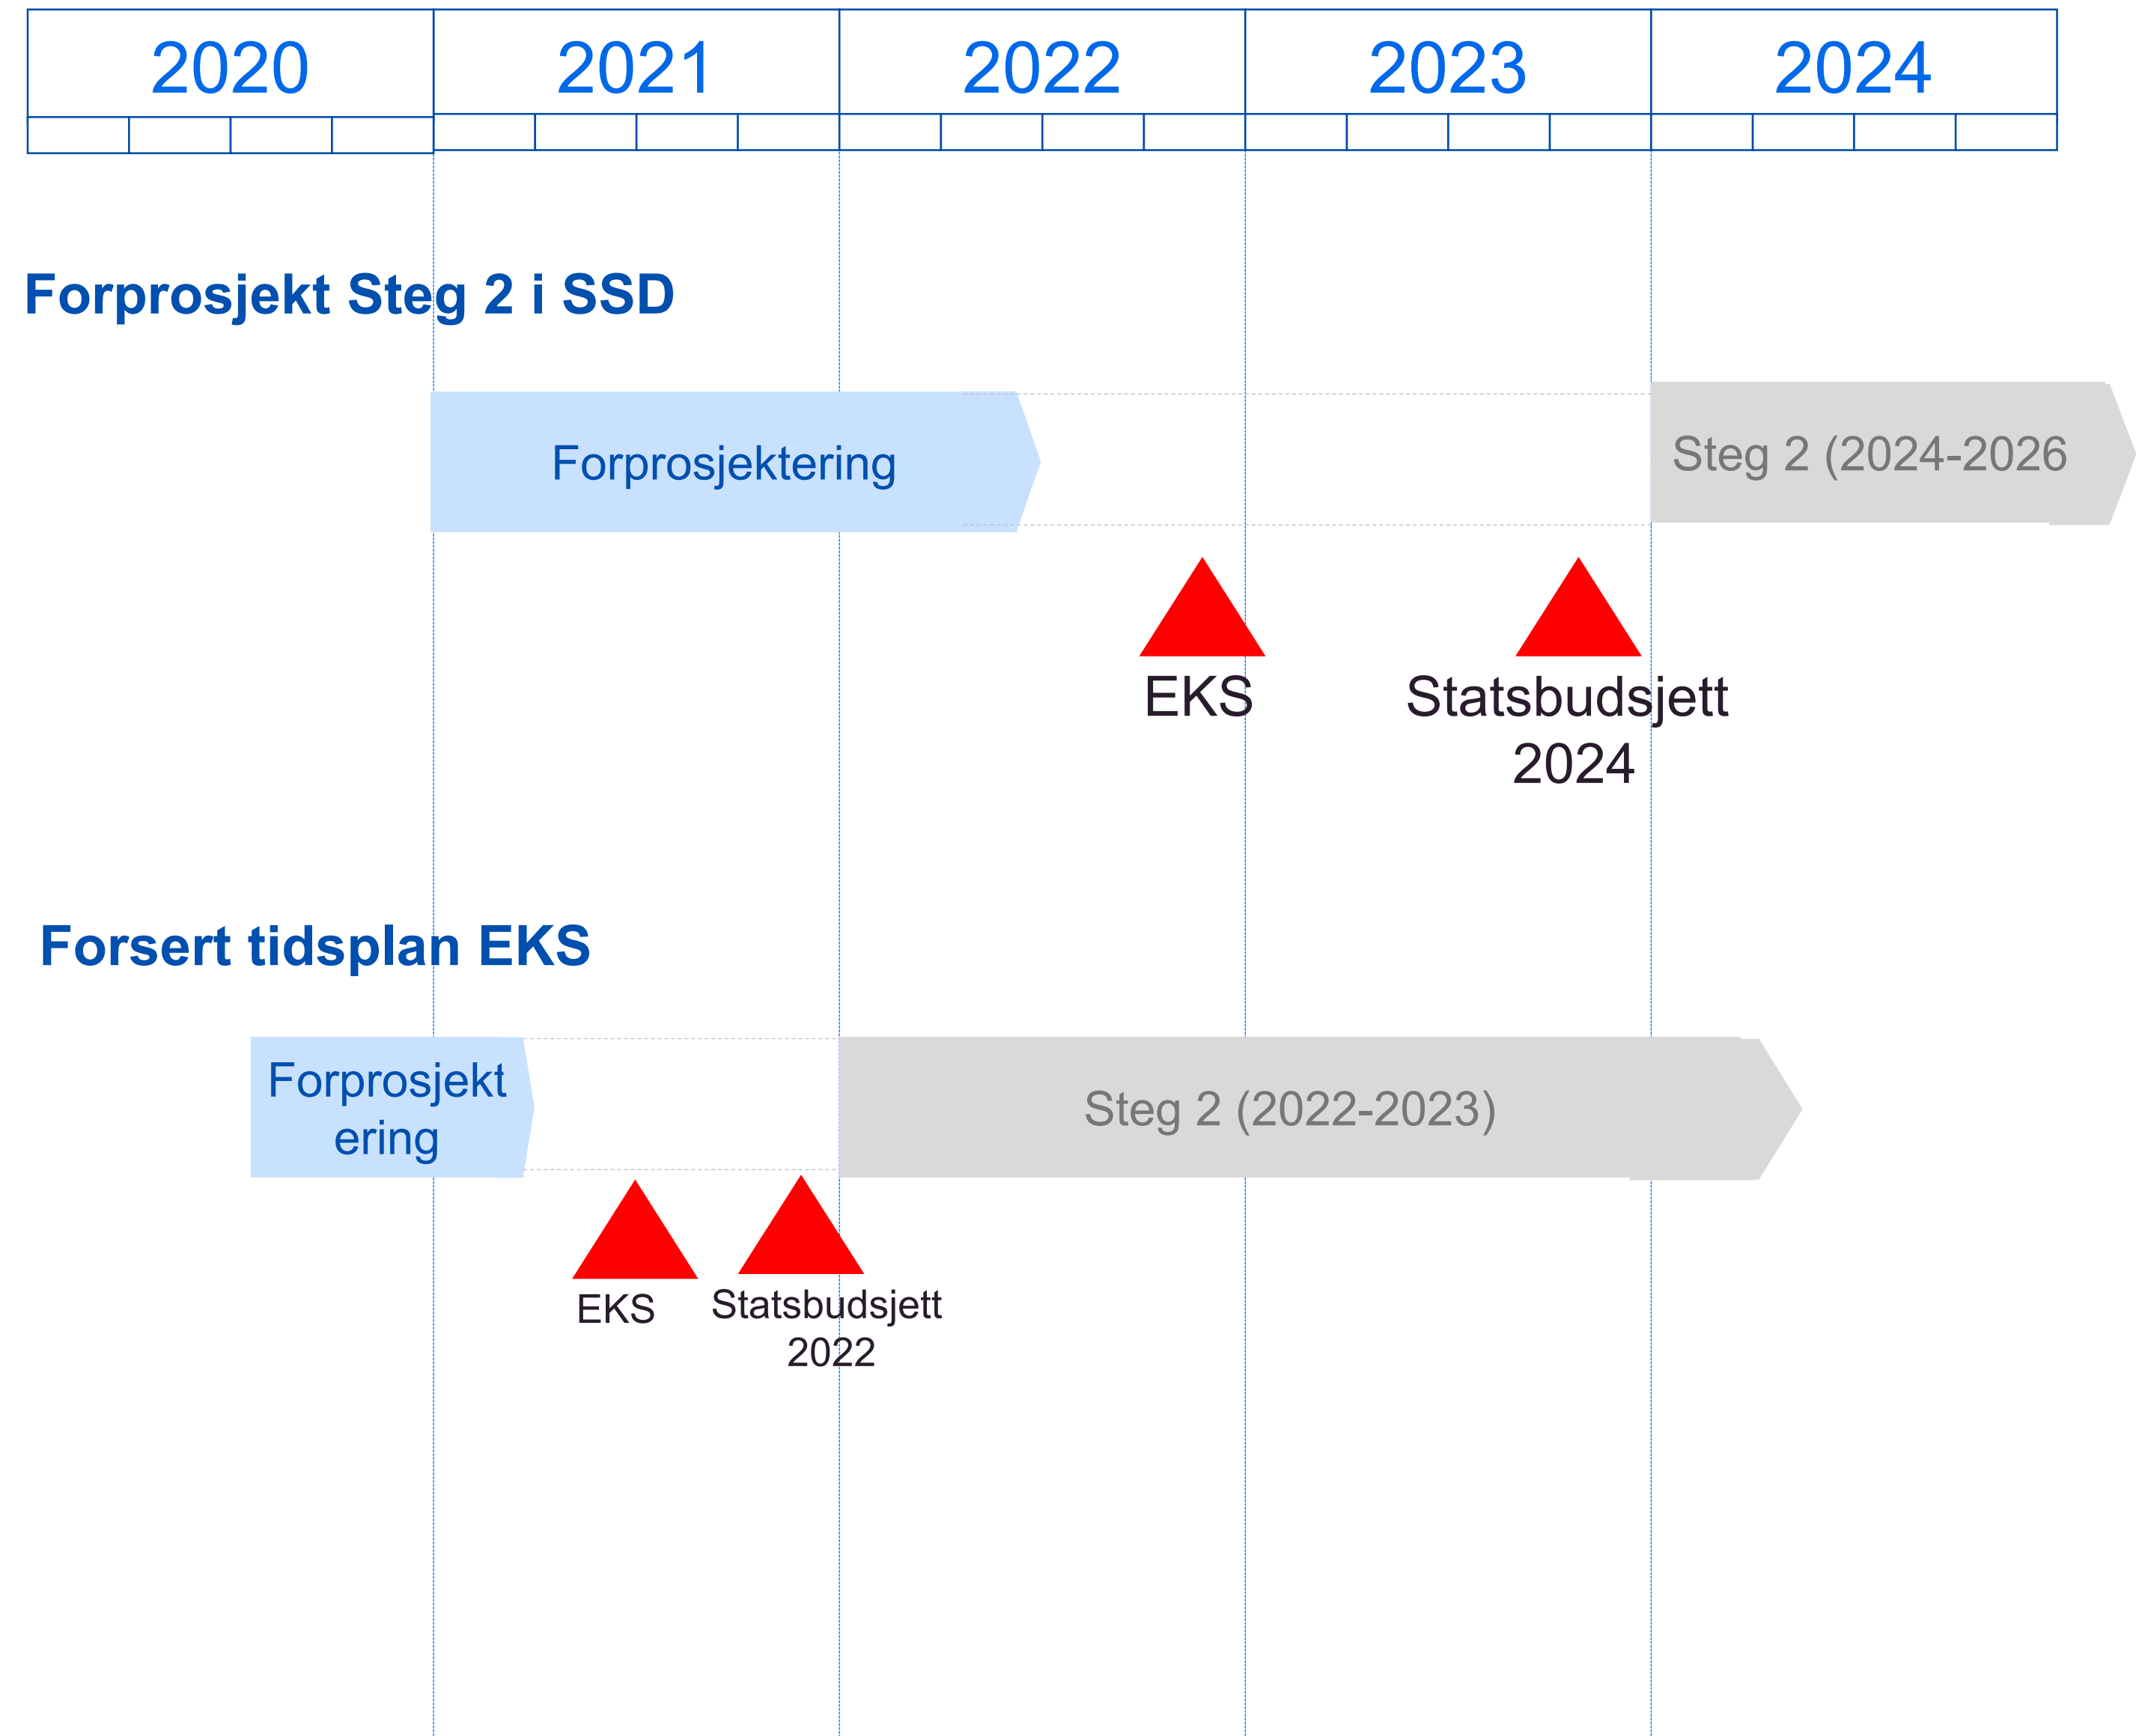 2020 2021 2022 2023 2024
Forprosjekt Steg 2 i SSD
Forprosjektering
Steg 2 (2024-2026
EKS
Statsbudsjett
2024
Forsert tidsplan EKS
Forprosjekt
ering
Steg 2 (2022-2023)
EKS
Statsbudsjett
2022